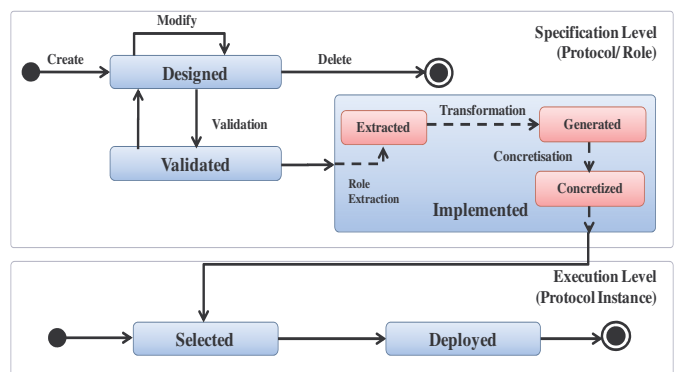 Modify
Specification Level
(Protocol/ Role)
Create
Designed
Delete
Validation
Validated
Extracted
Transformation
Generated
Concretisation
Role
Extraction
Concretized
Implemented
Execution Level
(Protocol Instance)
Selected
Deployed